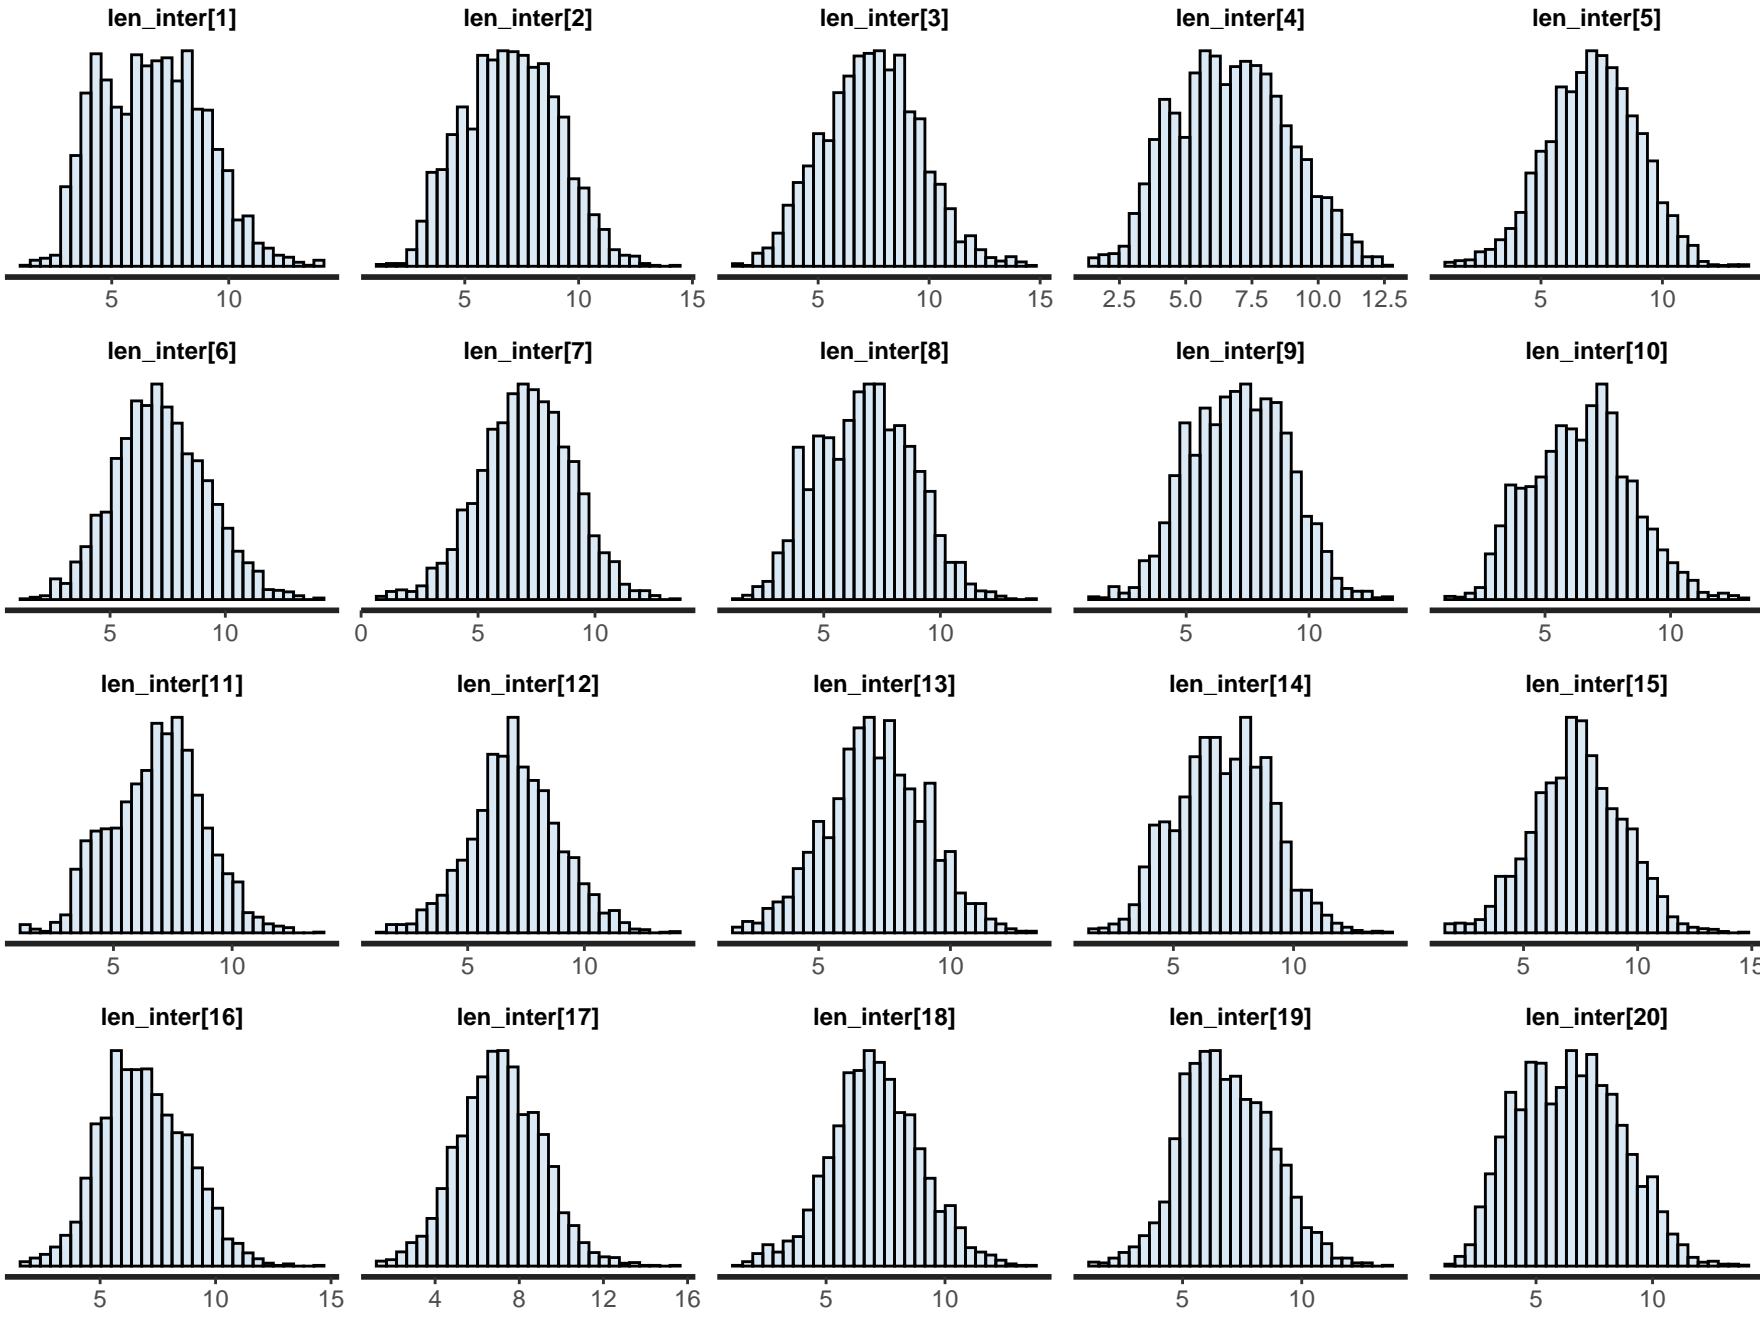 len_inter[1] len_inter[2] len_inter[3] len_inter[4] len_inter[5]
5 10 5 10 15 5 10 15 2.5 5.0 7.5 10.0 12.5 5 10
len_inter[6] len_inter[7] len_inter[8] len_inter[9] len_inter[10]
5 10 0 5 10 5 10 5 10 5 10
len_inter[11] len_inter[12] len_inter[13] len_inter[14] len_inter[15]
5 10 5 10 5 10 5 10 5 10 15
len_inter[16] len_inter[17] len_inter[18] len_inter[19] len_inter[20]
5 10 15 4 8 12 16 5 10 5 10 5 10